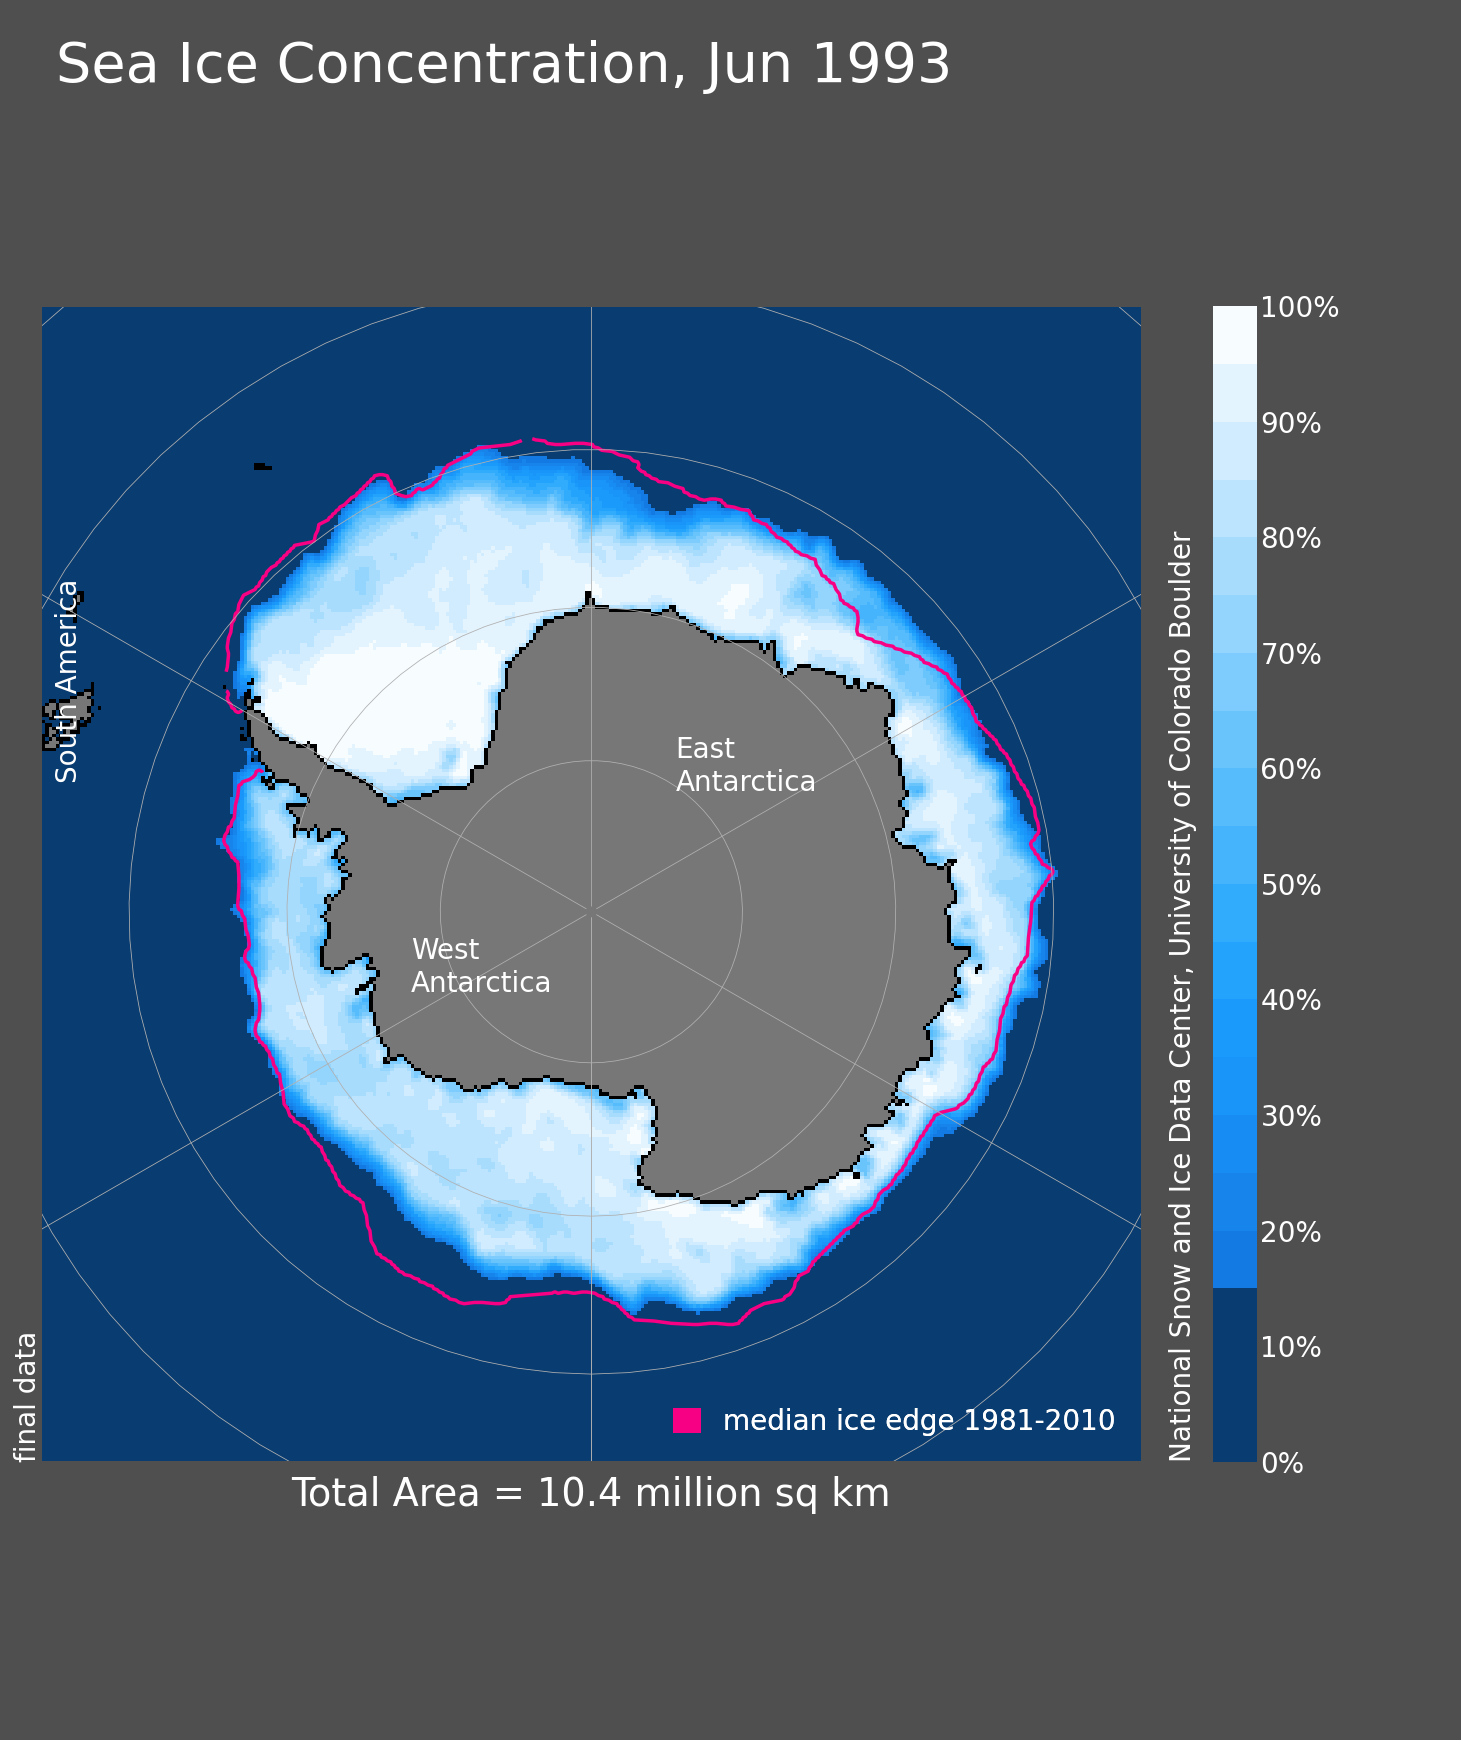 Sea Ice Concentration, Jun 1993
South America
East
Antarctica
West
Antarctica
median ice edge 1981-2010
final data
Total Area = 10.4 million sq km
National Snow and Ice Data Center, University of Colorado Boulder
100%
90%
80%
70%
60%
50%
40%
30%
20%
10%
0%